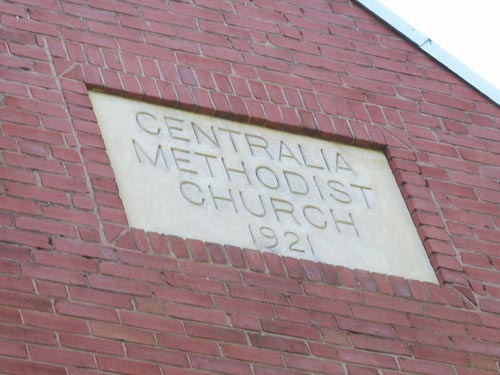 CENTRALIA
METHODIST
CHURCH
1921